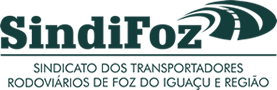 SindiFoz
SINDICATO DOS TRANSPORTADORES
RODOVIÁRIOS DE FOZ DO IGUAÇU E REGIÃO